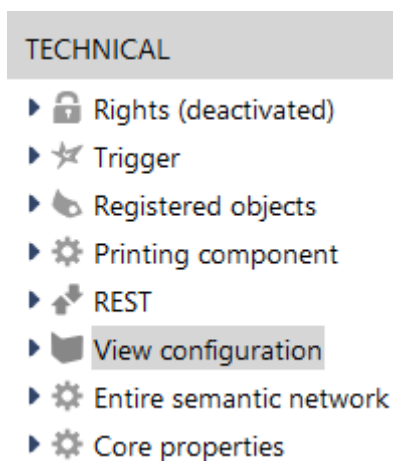 TECHNICAL
Rights (deactivated)
Trigger
Registered objects
Printing component
REST
View configuration
Entire semantic network
Core properties